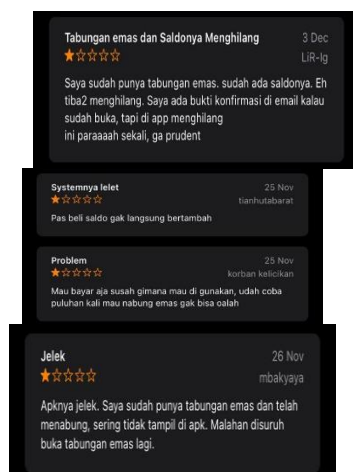 Tabungan emas dan Saldonya Menghilang 3 Dec
LiR-Ig
Saya sudah punya tabungan emas. sudah ada saldonya. Eh
tiba2 menghilang. Saya ada bukti konfirmasi di email kalau
sudah buka, tapi di app menghilang
ini paraaaah sekali, ga prudent
Systemnya lelet 25 Nov
tianhutabarat
Pas beli saldo gak langsung bertambah
Problem 25 Nov
korban kelicikan
Mau bayar aja susah gimana mau di gunakan, udah coba
puluhan kali mau nabung emas gak bisa oalah
Jelek 26 Nov
mbakyaya
Apknya jelek. Saya sudah punya tabungan emas dan telah
menabung, sering tidak tampil di apk. Malahan disuruh
buka tabungan emas lagi.